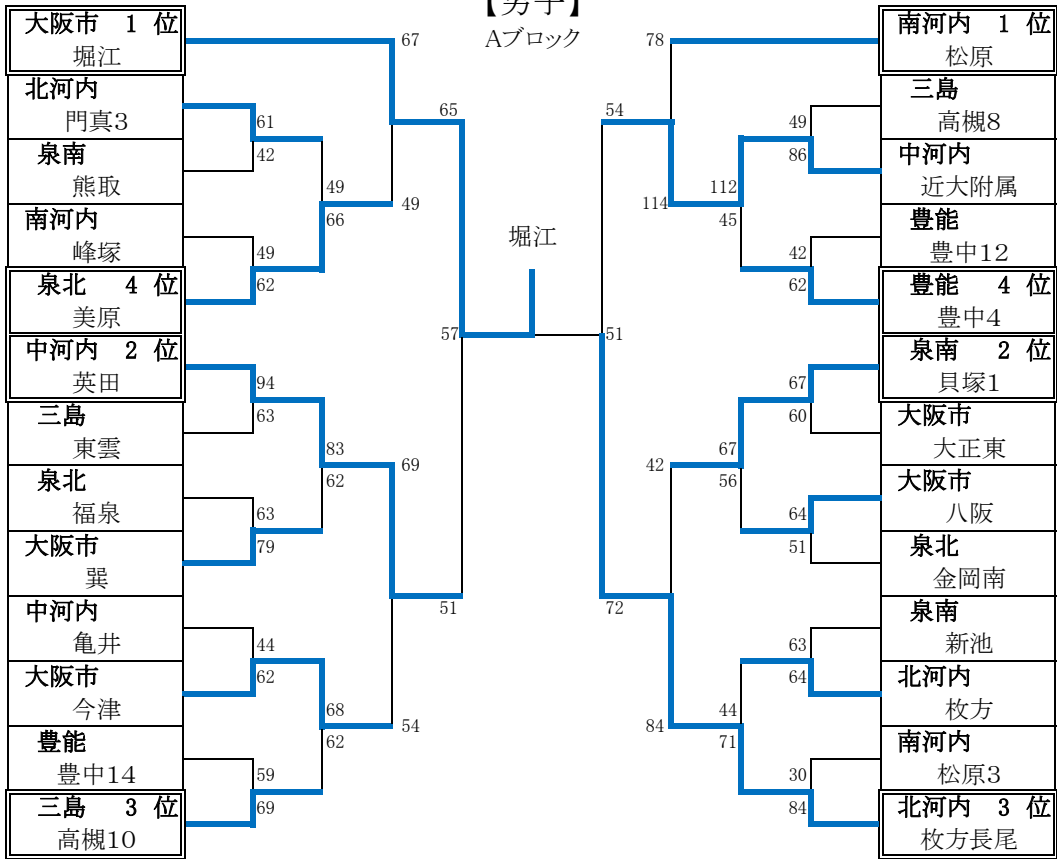 【男子】
Aブロック
大阪市 1 位
堀江
北河内
門真3
泉南
熊取
南河内
峰塚
泉北 4 位
美原
中河内 2 位
英田
三島
東雲
泉北
福泉
大阪市
巽
中河内
亀井
大阪市
今津
豊能
豊中14
三島 3 位
高槻10
67
61
42
49
66
49
62
49
65
94
63
83
62
63
79
69
57
51
44
62
68
62
59
69
54
堀江
78
54
49
86
112
45
114
42
62
51
67
60
67
56
42
64
51
72
63
64
44
71
84
30
84
南河内 1 位
松原
三島
高槻8
中河内
近大附属
豊能
豊中12
豊能 4 位
豊中4
泉南 2 位
貝塚1
大阪市
大正東
大阪市
八阪
泉北
金岡南
泉南
新池
北河内
枚方
南河内
松原3
北河内 3 位
枚方長尾